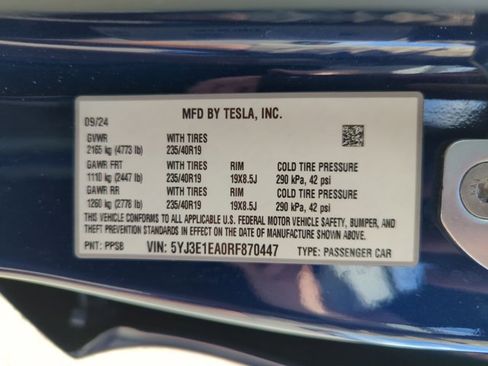 MFD BY TESLA, INC.
09/24
GVWR WITH TIRES
2165 kg (4773 lb) 235/40R19
GAWR FRT WITH TIRES RIM COLD TIRE PRESSURE
1110 kg (2447 lb) 235/40R19 19X8.5J 290 kPa, 42 psi
GAWR RR WITH TIRES RIM COLD TIRE PRESSURE
1260 kg (2778 lb) 235/40R19 19X8.5J 290 kPa, 42 psi
THIS VEHICLE CONFORMS TO ALL APPLICABLE U.S. FEDERAL MOTOR VEHICLE SAFETY, BUMPER, AND
THEFT PREVENTION STANDARDS IN EFFECT ON THE DATE OF MANUFACTURE SHOWN ABOVE.
PNT: PPSB VIN: 5YJ3E1EA0RF870447 TYPE: PASSENGER CAR